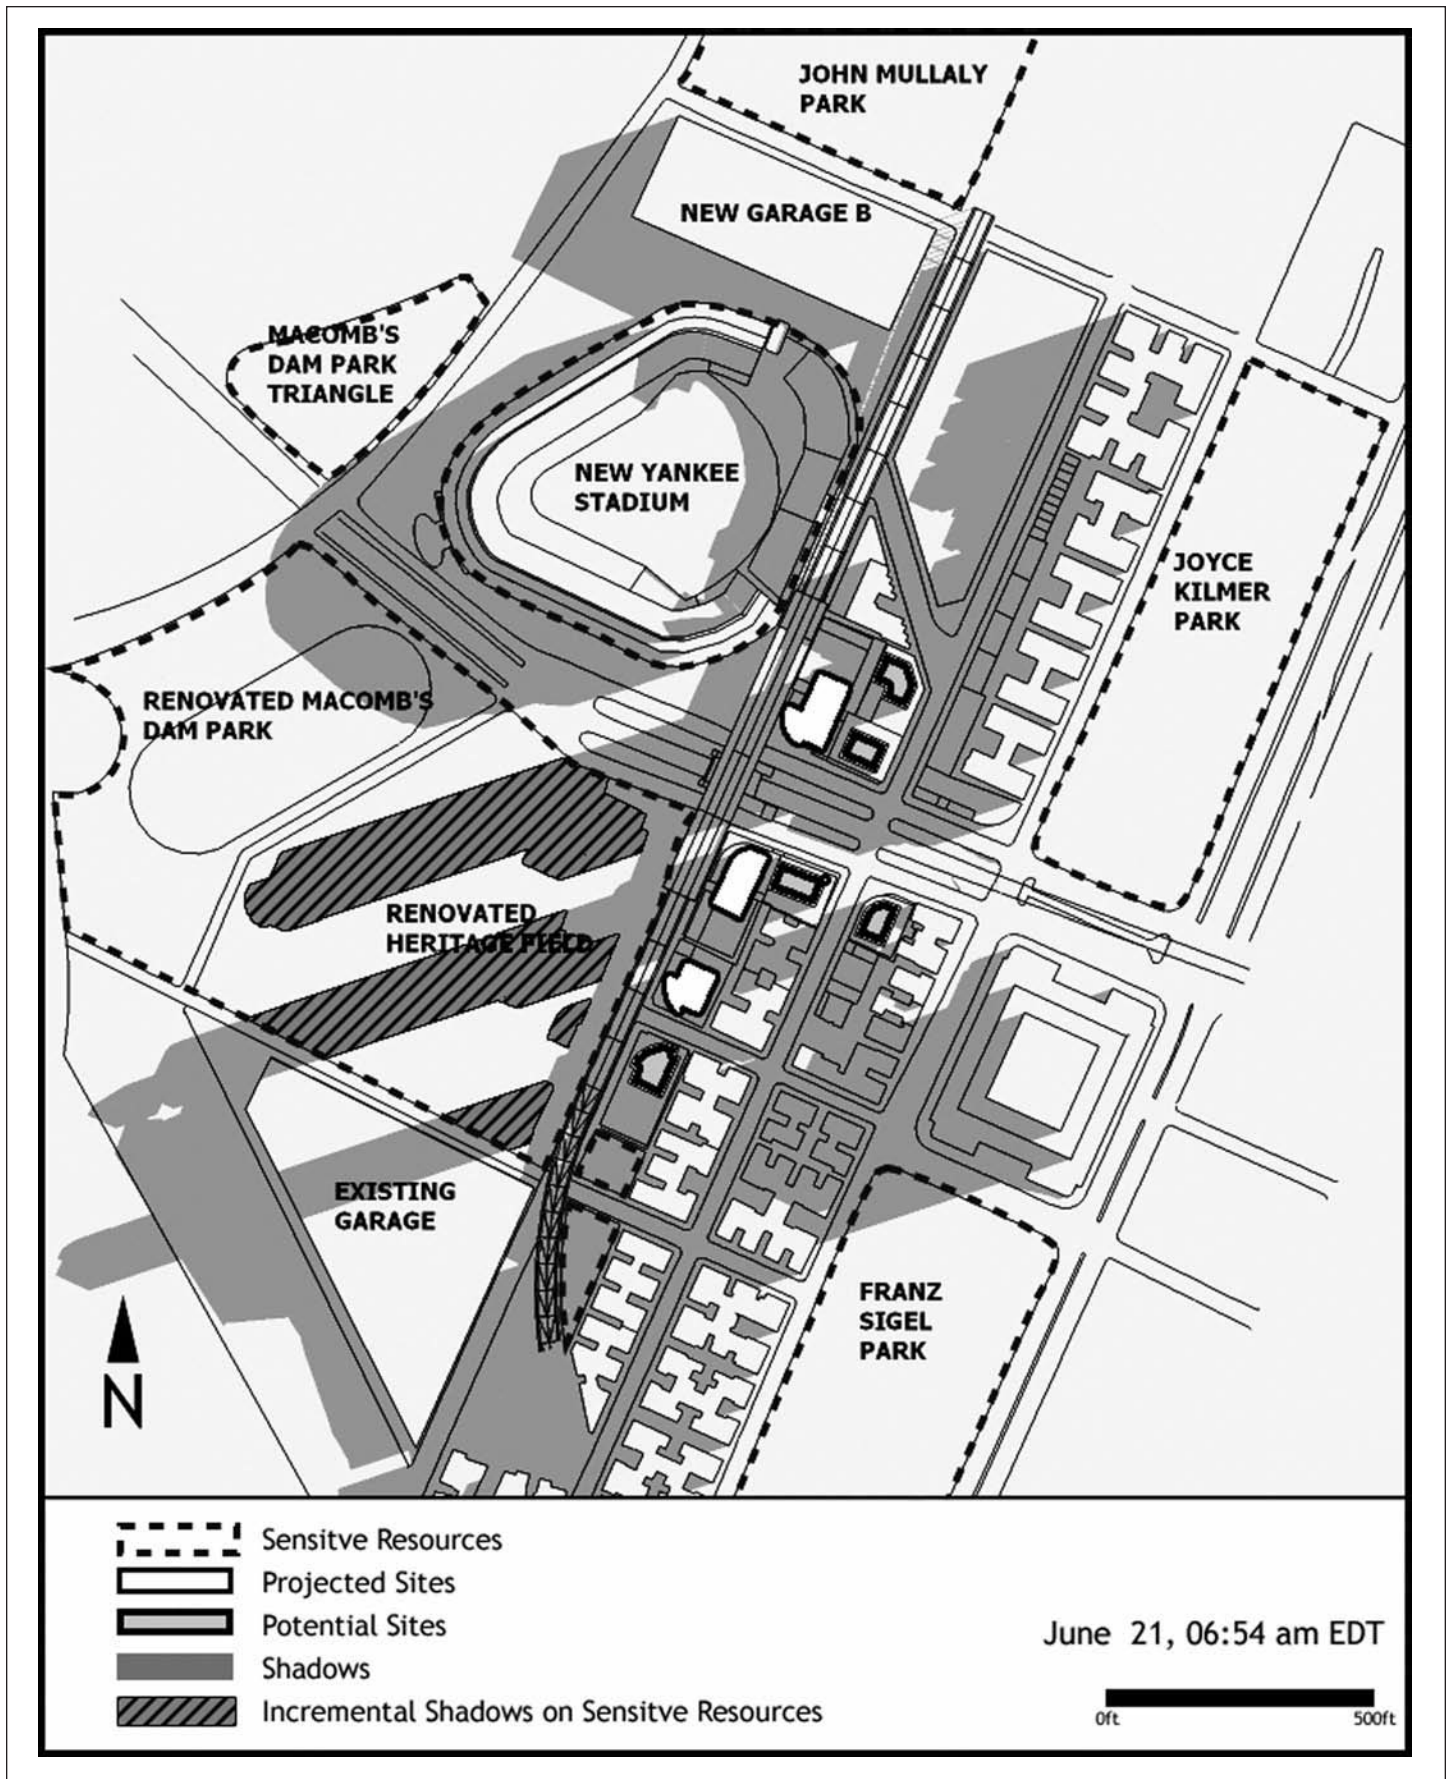 JOHN MULLALY
PARK
NEW GARAGE B
MACOMB'S
DAM PARK
TRIANGLE
NEW YANKEE
STADIUM
JOYCE
KILMER
PARK
RENOVATED MACOMB'S
DAM PARK
RENOVATED
HERITAGE FIELD
EXISTING
GARAGE
FRANZ
SIGEL
PARK
N
Sensitve Resources
Projected Sites
Potential Sites
Shadows
Incremental Shadows on Sensitve Resources
June 21, 06:54 am EDT
0ft 500ft